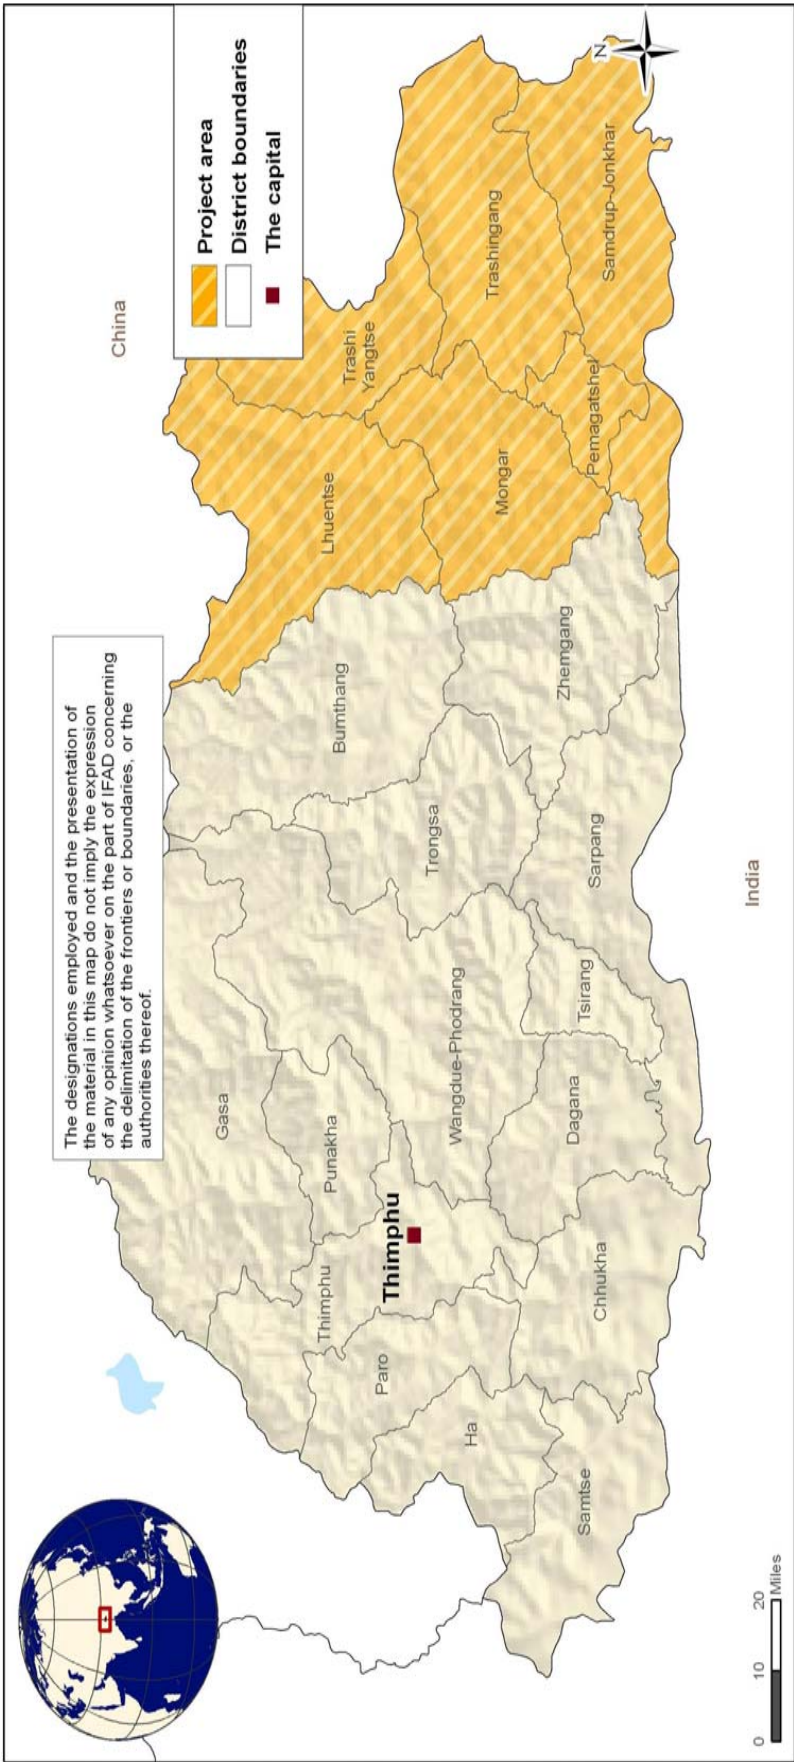 The designations employed and the presentation of
the material in this map do not imply the expression
of any opinion whatsoever on the part of IFAD concerning
the delimitation of the frontiers or boundaries, or the
authorities thereof.
China
Project area
District boundaries
The capital
N
Gasa
Bumthang
Lhuentse
Trashi
Yangtse
Thimphu
Punakha
Thimphu
Paro
Ha
Wangdue-Phodrang
Trongsa
Mongar
Trashingang
Samtse
Chhukha
Dagana
Tsirang
Sarpang
Zhemgang
Pemagatshel
Samdrup-Jonkhar
India
0 10 20
Miles